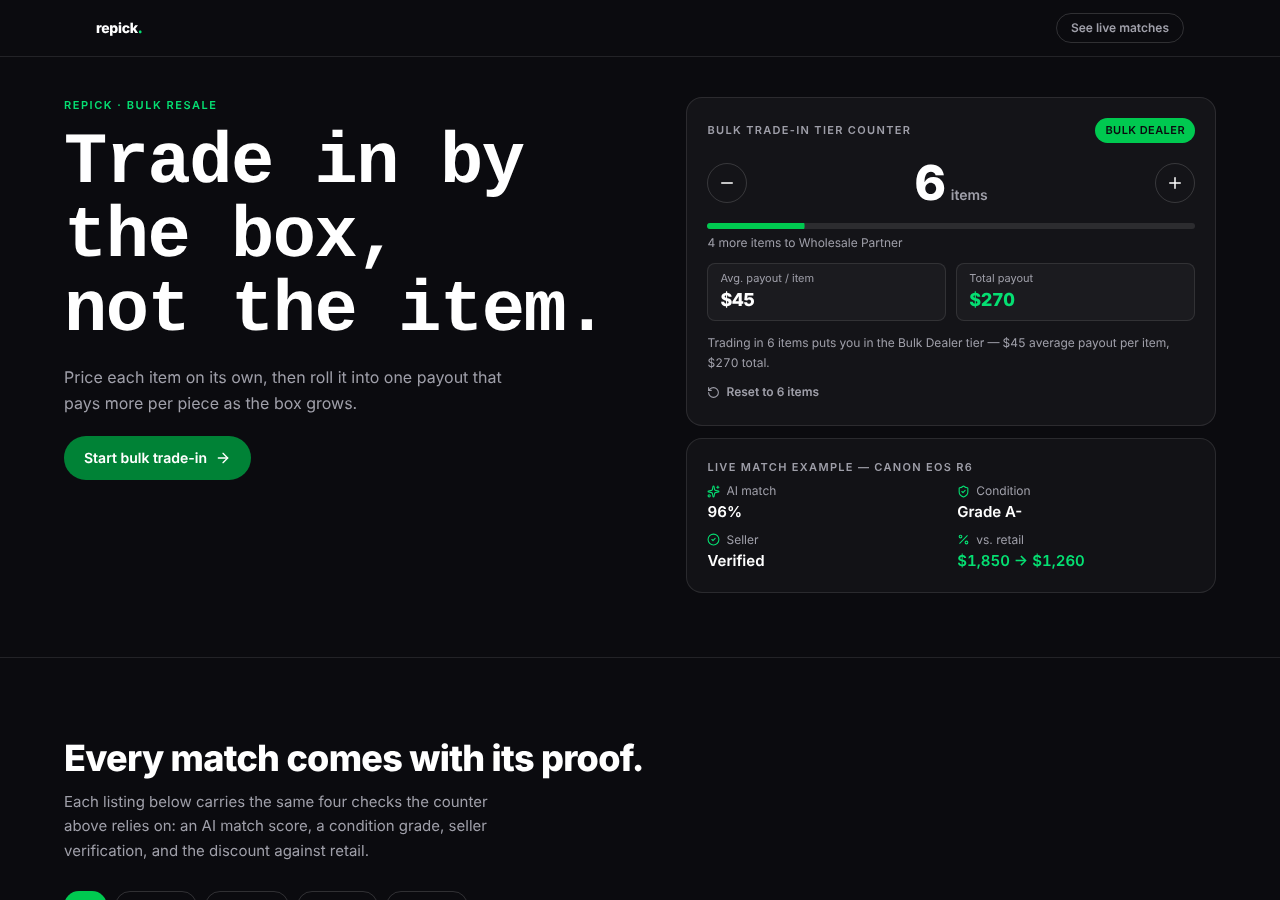 repick.
See live matches
REPICK · BULK RESALE
Trade in by
the box,
not the item.
Price each item on its own, then roll it into one payout that
pays more per piece as the box grows.
Start bulk trade-in →
BULK TRADE-IN TIER COUNTER
BULK DEALER
6 items
4 more items to Wholesale Partner
Avg. payout / item
$45
Total payout
$270
Trading in 6 items puts you in the Bulk Dealer tier — $45 average payout per item,
$270 total.
Reset to 6 items
LIVE MATCH EXAMPLE — CANON EOS R6
AI match
96%
Condition
Grade A-
Seller
Verified
vs. retail
$1,850 → $1,260
Every match comes with its proof.
Each listing below carries the same four checks the counter
above relies on: an AI match score, a condition grade, seller
verification, and the discount against retail.